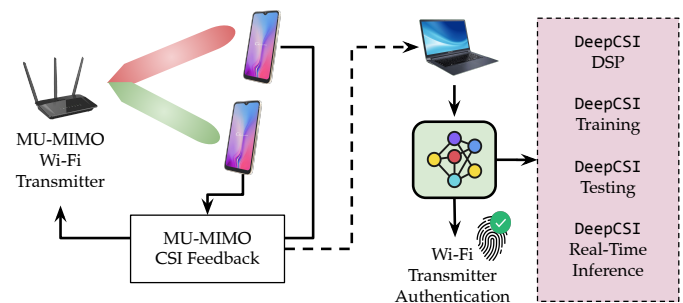 MU-MIMO
Wi-Fi
Transmitter
MU-MIMO
CSI Feedback
Wi-Fi
Transmitter
Authentication
DeepCSI
DSP
DeepCSI
Training
DeepCSI
Testing
DeepCSI
Real-Time
Inference